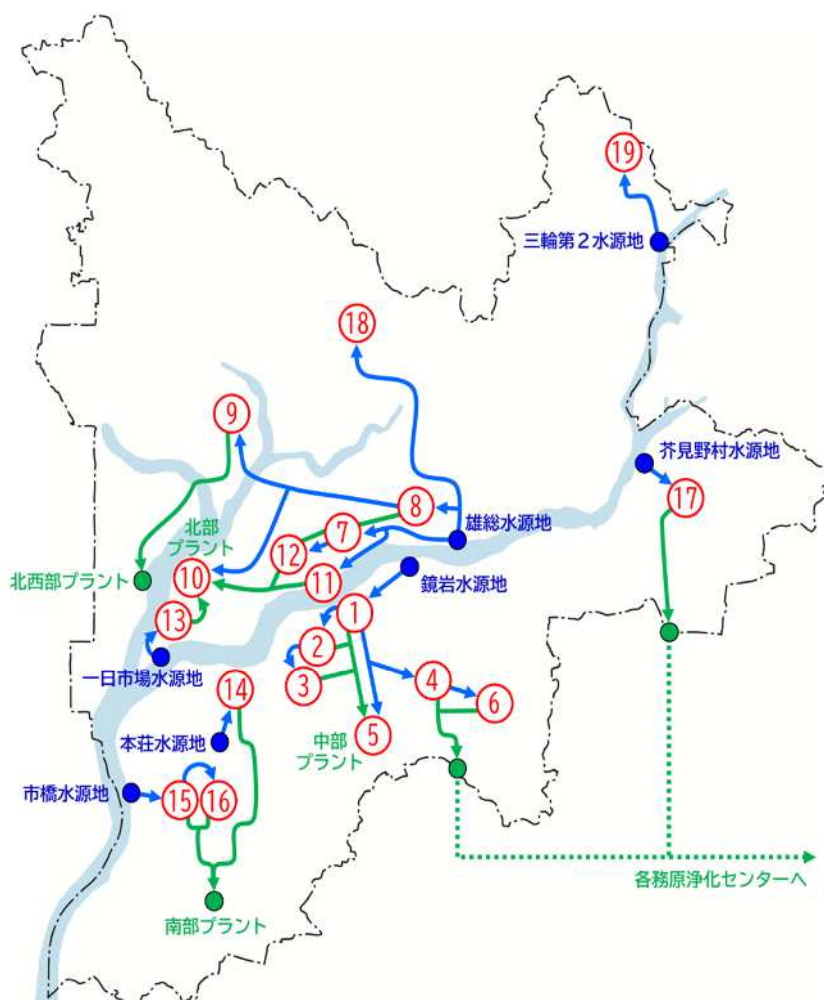 ⑲
三輪第2水源地
⑱
⑨
芥見野村水源地
⑰
⑧
雄総水源地
⑦
北部
プラント
⑫
北西部プラント
⑩
⑪
鏡岩水源地
①
⑬
②
一日市場水源地
③
④
⑭
⑥
本荘水源地
中部
プラント
⑤
市橋水源地
⑮
⑯
各務原浄化センターへ
南部プラント